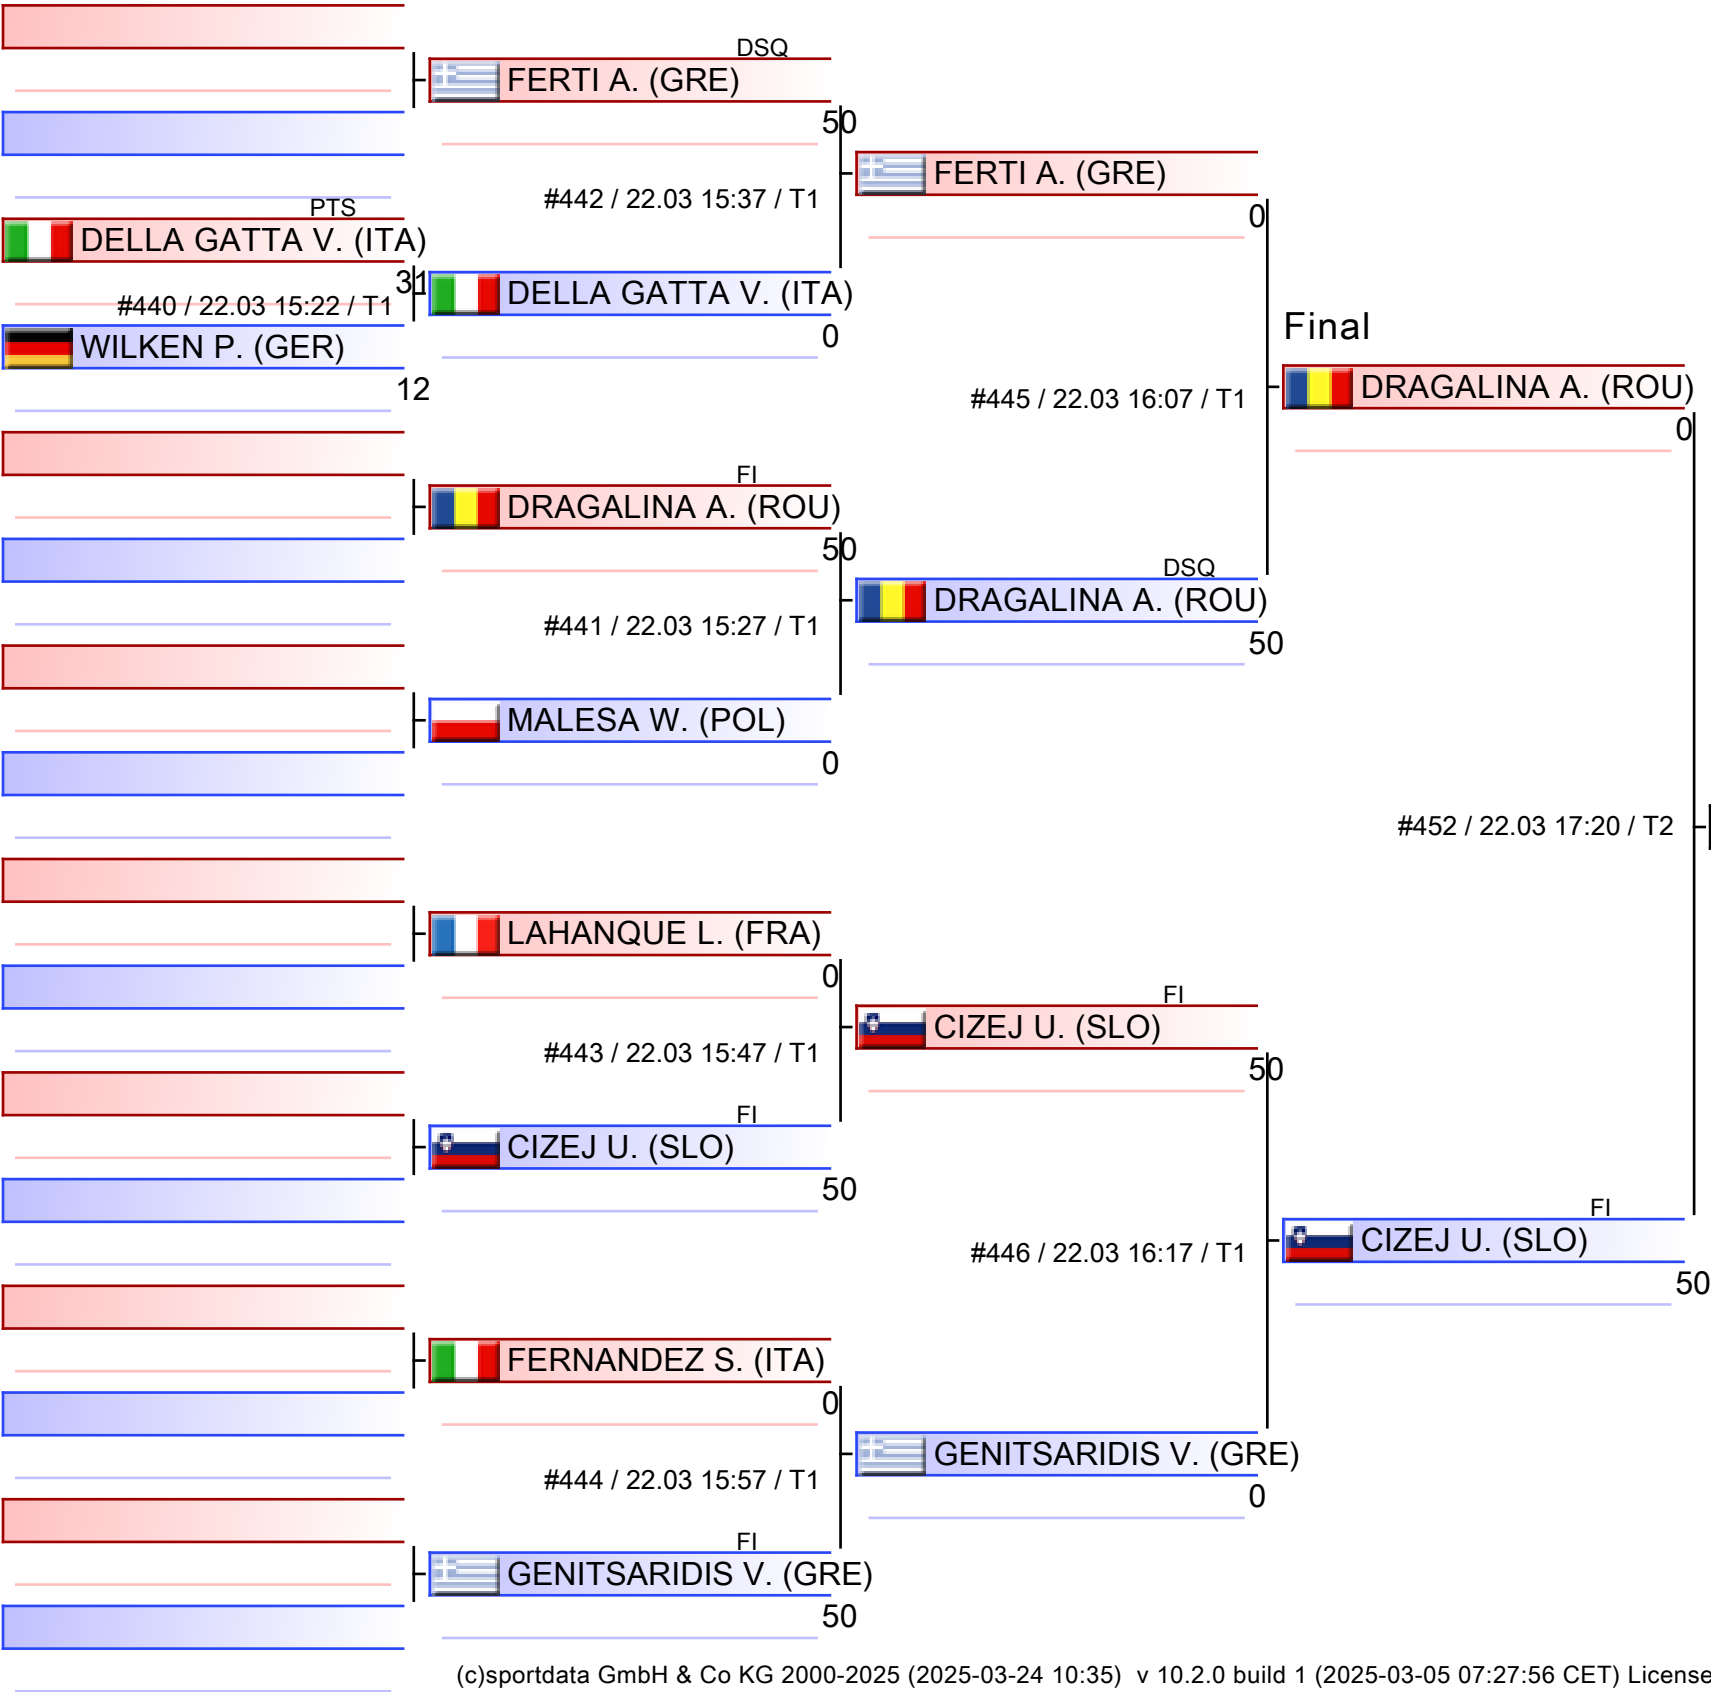 DSQ
FERTI A. (GRE)
50
#442 / 22.03 15:37 / T1
FERTI A. (GRE)
0
PTS
DELLA GATTA V. (ITA)
31
#440 / 22.03 15:22 / T1
DELLA GATTA V. (ITA)
0
WILKEN P. (GER)
12
Final
#445 / 22.03 16:07 / T1
DRAGALINA A. (ROU)
0
FI
DRAGALINA A. (ROU)
50
DSQ
DRAGALINA A. (ROU)
50
#441 / 22.03 15:27 / T1
MALESA W. (POL)
0
#452 / 22.03 17:20 / T2
LAHANQUE L. (FRA)
0
FI
CIZEJ U. (SLO)
50
#443 / 22.03 15:47 / T1
FI
CIZEJ U. (SLO)
50
FI
CIZEJ U. (SLO)
50
#446 / 22.03 16:17 / T1
FERNANDEZ S. (ITA)
0
GENITSARIDIS V. (GRE)
0
#444 / 22.03 15:57 / T1
FI
GENITSARIDIS V. (GRE)
50
(c)sportdata GmbH & Co KG 2000-2025 (2025-03-24 10:35) v 10.2.0 build 1 (2025-03-05 07:27:56 CET) License